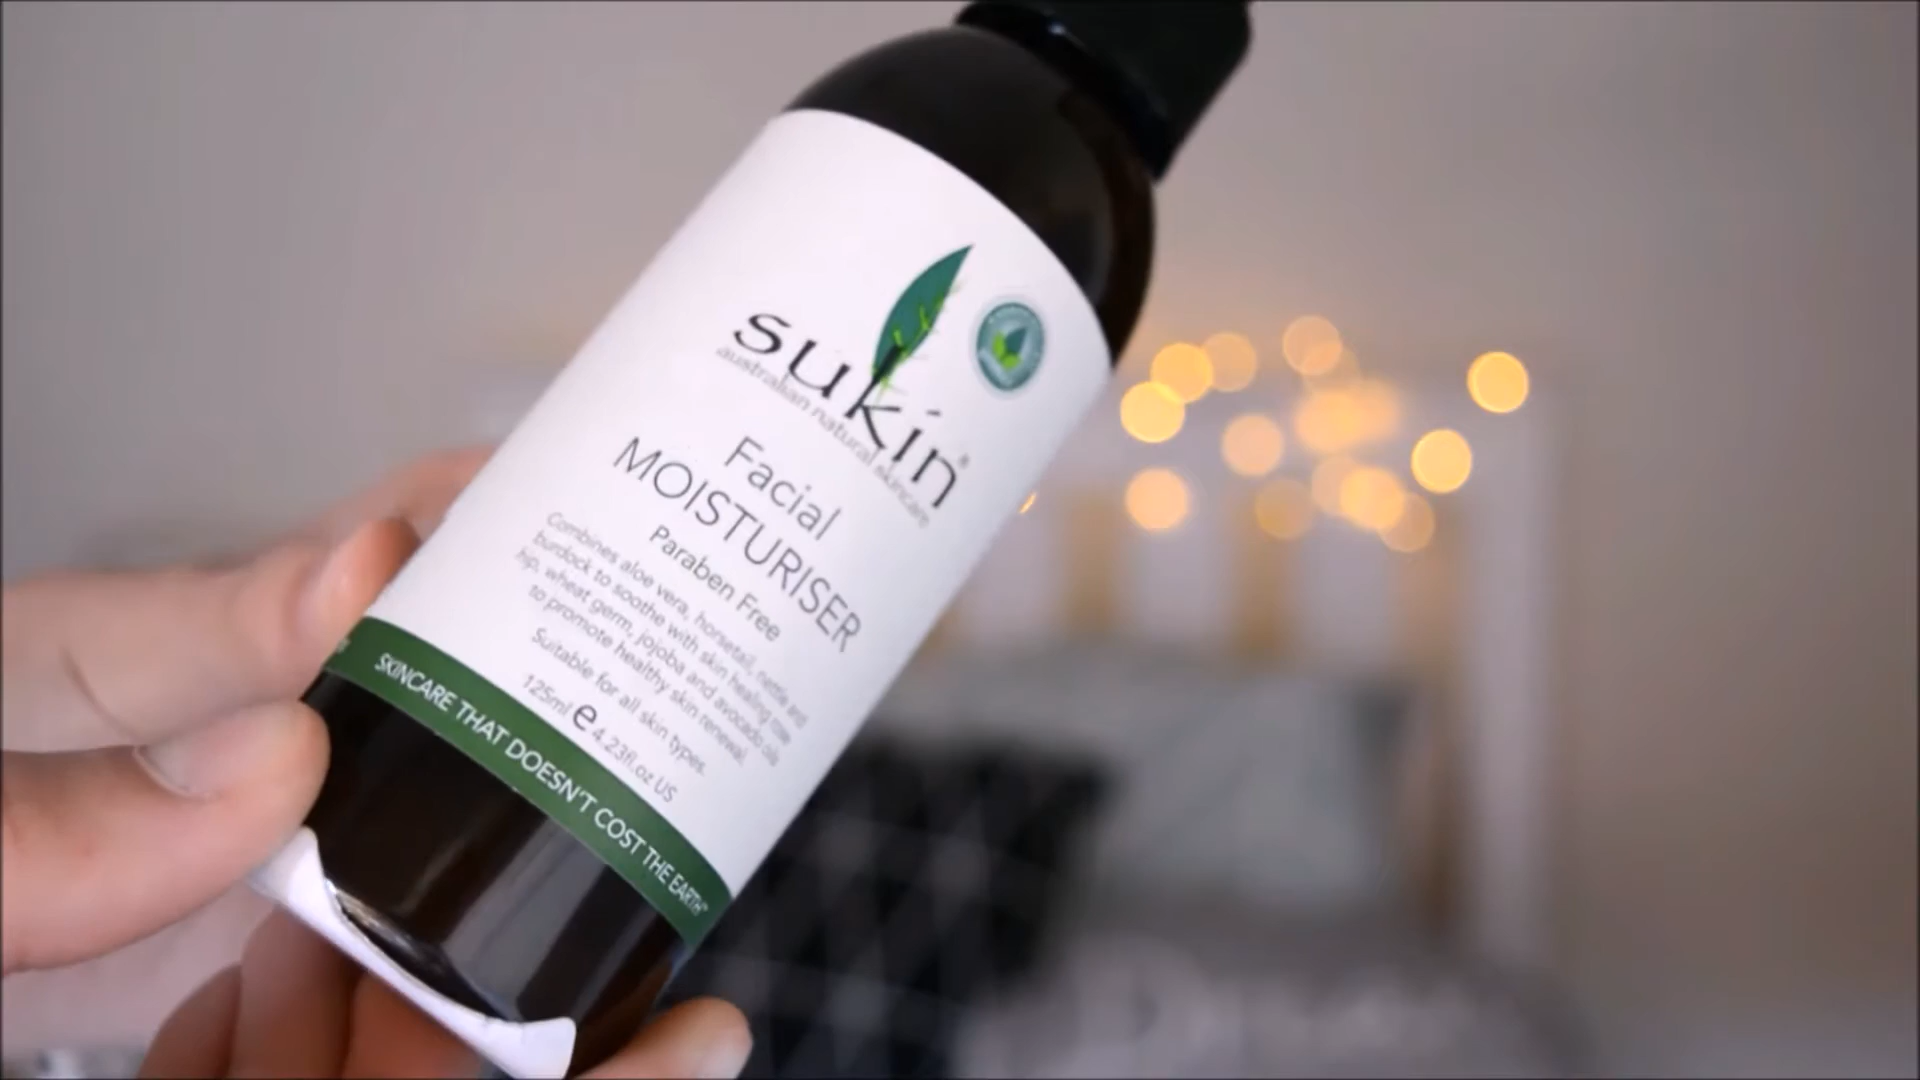 sukin®
australian natural skincare
Facial
MOISTURISER
Paraben Free
Combines aloe vera, horsetail, nettle and
burdock to soothe with skin healing rose
hip, wheat germ, jojoba and avocado oils
to promote healthy skin renewal.
Suitable for all skin types.
125ml e 4.23fl.oz US
SKINCARE THAT DOESN'T COST THE EARTH®